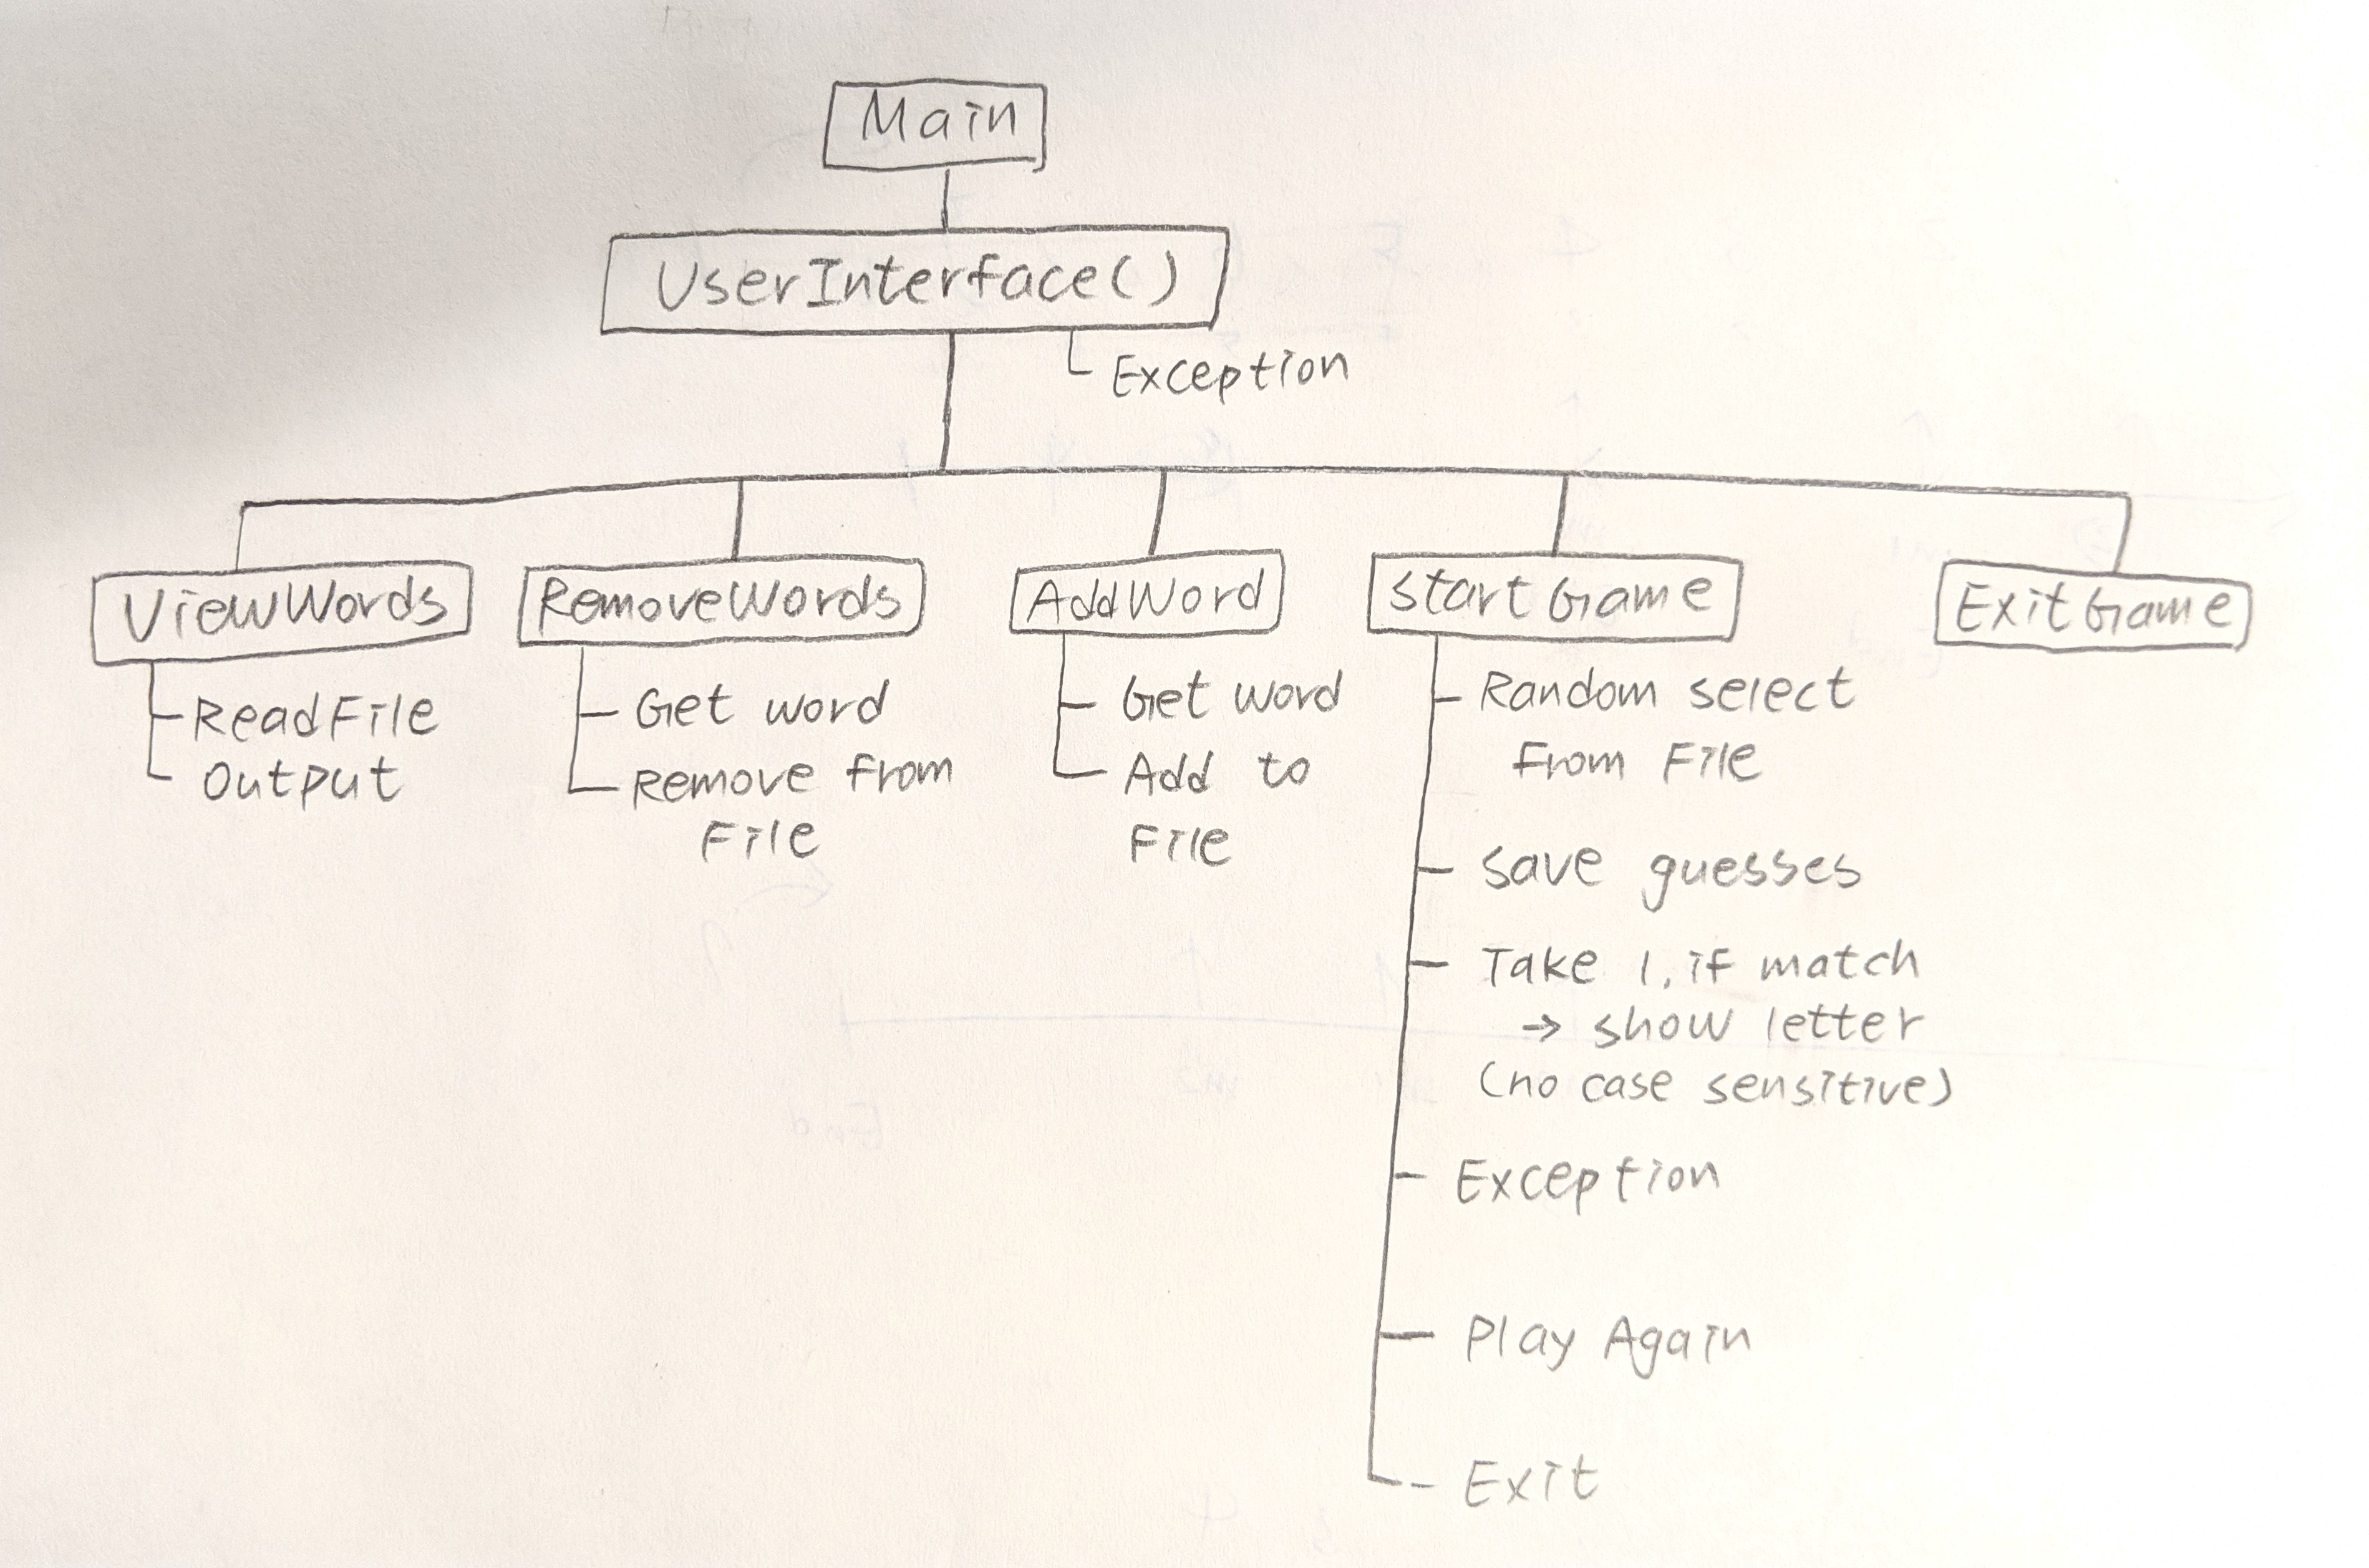 Main
UserInterface()
Exception
ViewWords
ReadFile
Output
RemoveWords
Get word
Remove from
File
AddWord
Get word
Add to
File
StartGame
Random select
from File
save guesses
Take 1, if match
→ show letter
(no case sensitive)
Exception
Play Again
Exit
ExitGame